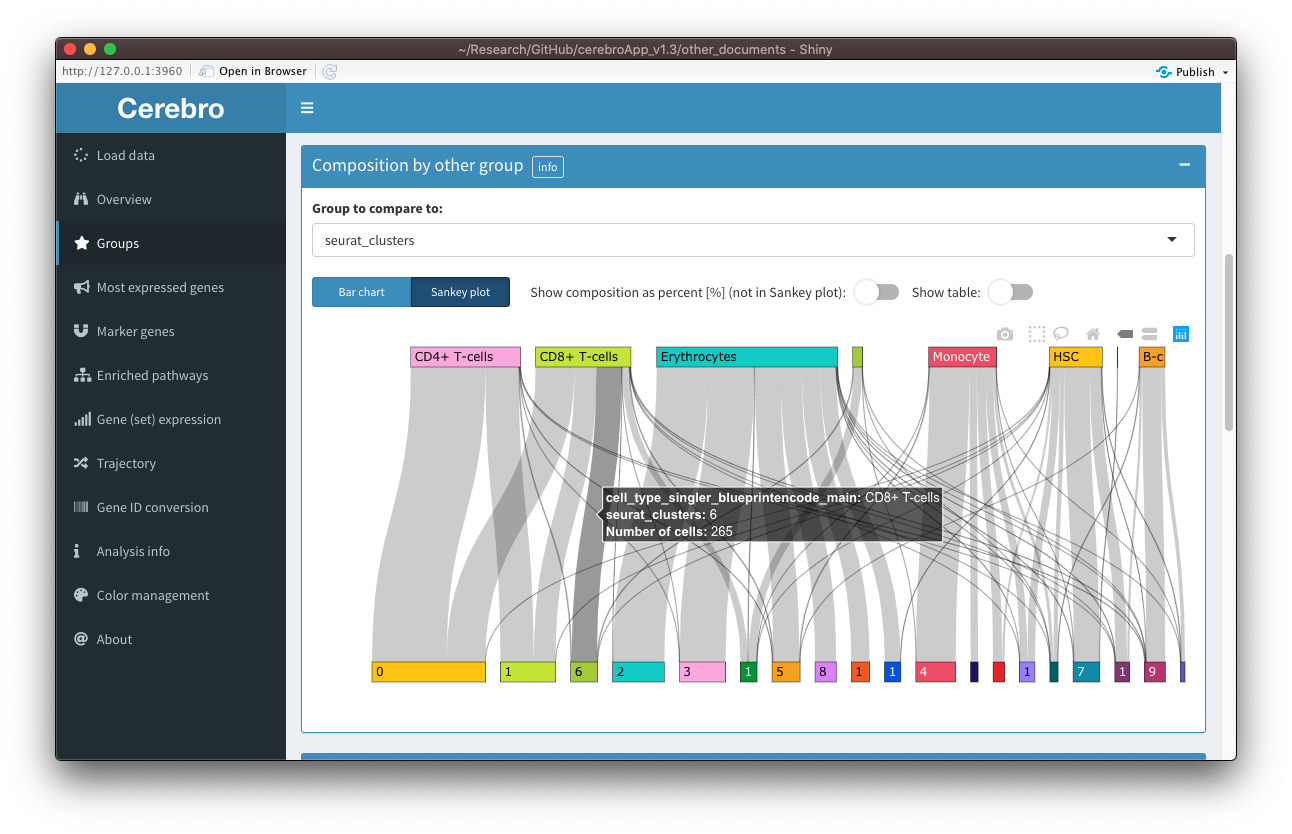 ~/Research/GitHub/cerebroApp_v1.3/other_documents - Shiny
http://127.0.0.1:3960
Open in Browser
Publish
Cerebro
Load data
Overview
Groups
Most expressed genes
Marker genes
Enriched pathways
Gene (set) expression
Trajectory
Gene ID conversion
Analysis info
Color management
About
Composition by other group info
Group to compare to:
seurat_clusters
Bar chart Sankey plot Show composition as percent [%] (not in Sankey plot): Show table:
CD4+ T-cells CD8+ T-cells Erythrocytes Monocyte HSC B-c
cell_type_singler_blueprintencode_main: CD8+ T-cells
seurat_clusters: 6
Number of cells: 265
0 1 6 2 3 1 5 8 1 1 4 1 7 1 9